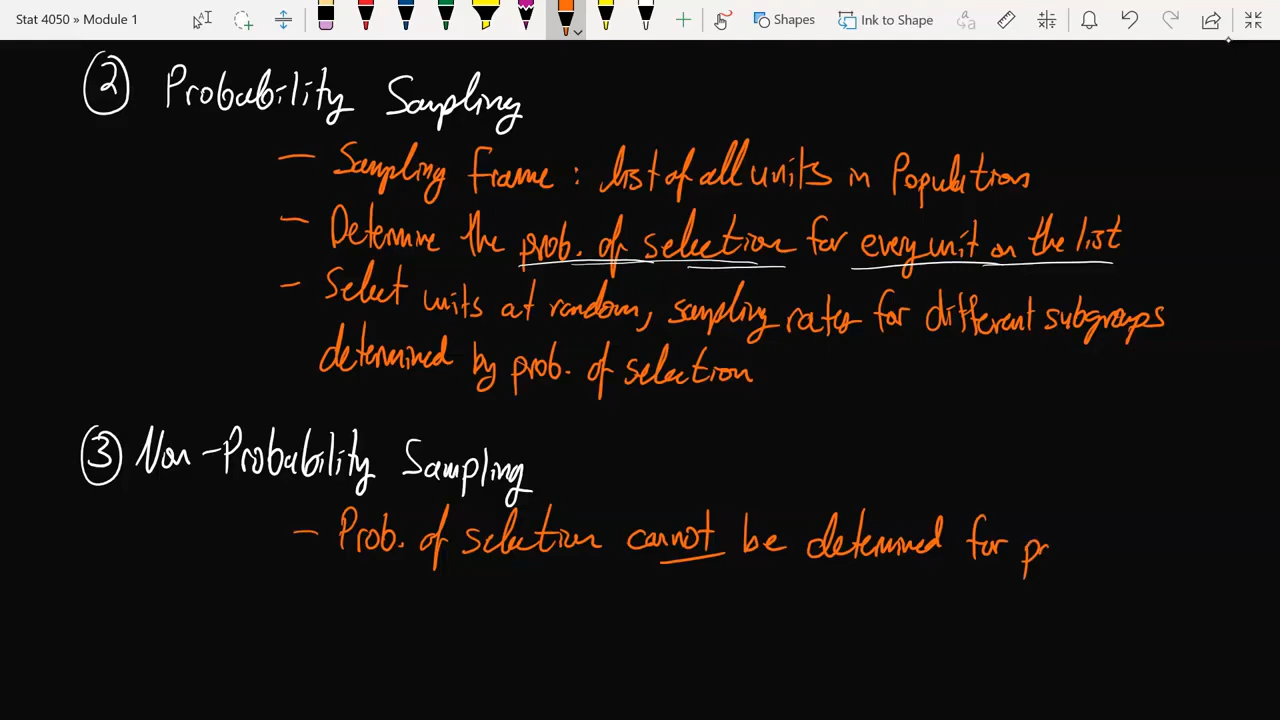 Stat 4050 » Module 1
Shapes
Ink to Shape
② Probability Sampling
– Sampling Frame : list of all units in Population
– Determine the prob. of selection for every unit on the list
– Select units at random, sampling rates for different subgroups
determined by prob. of selection
③ Non-Probability Sampling
– Prob. of selection cannot be determined for pr